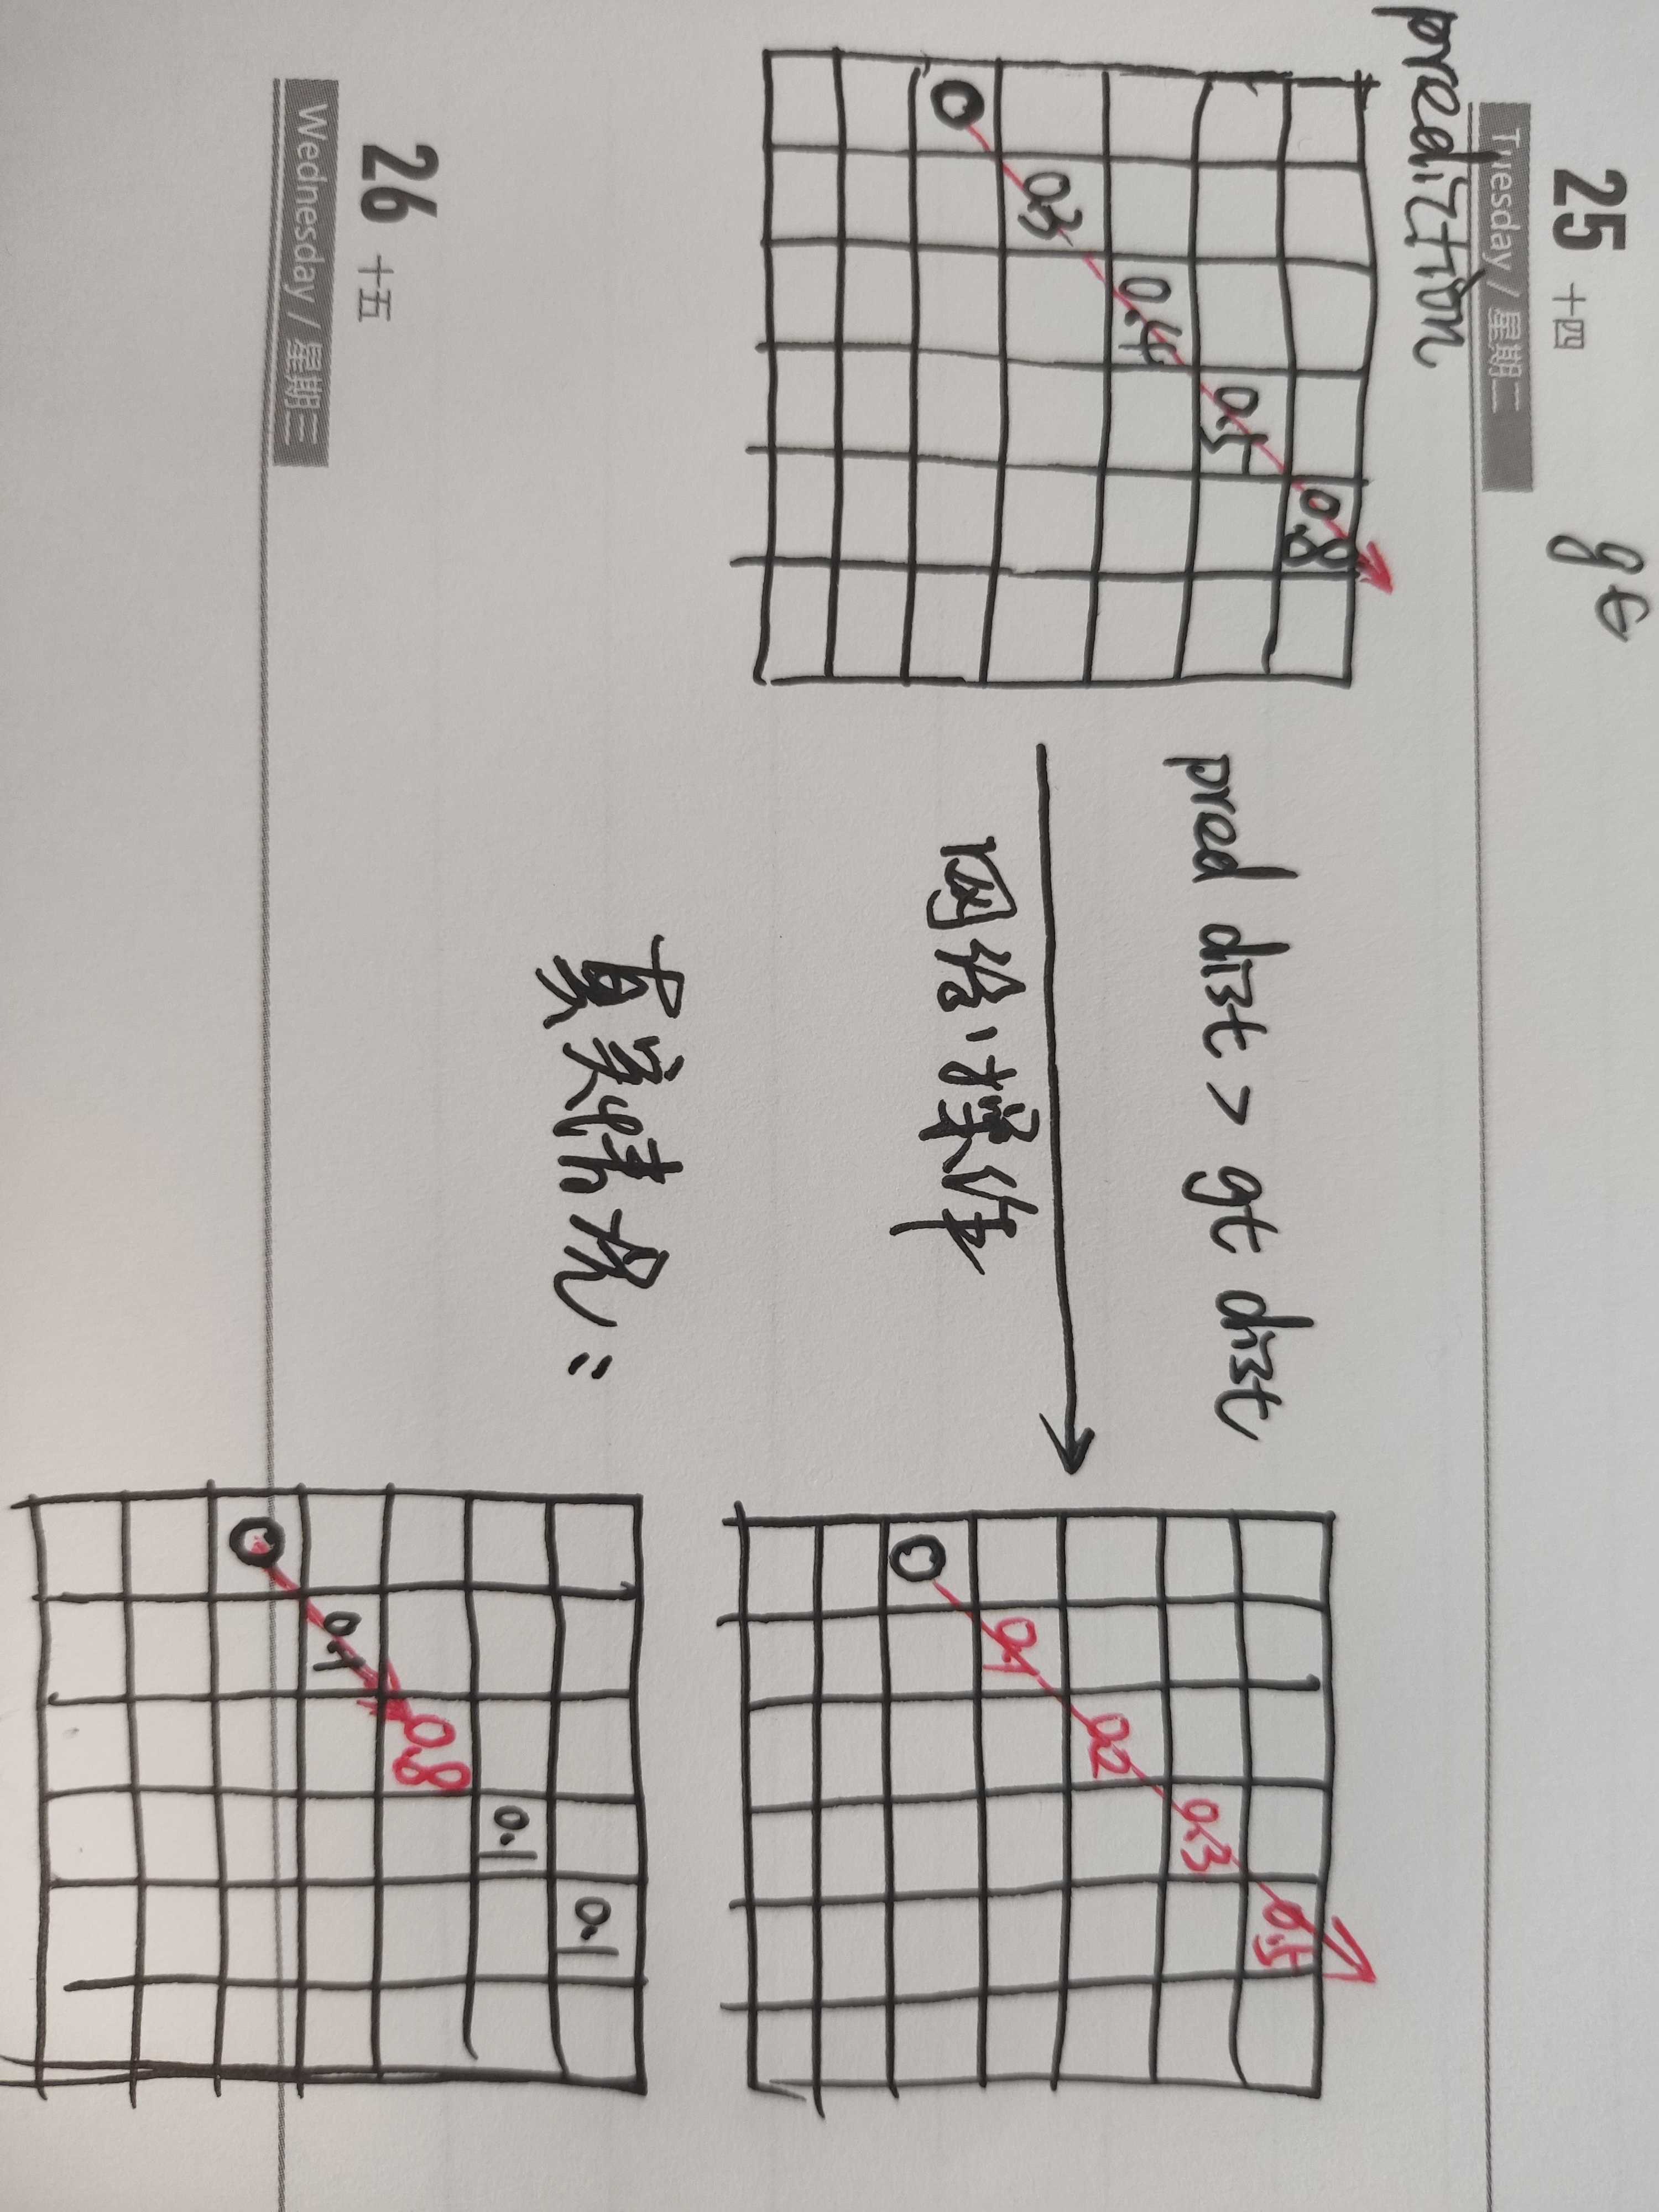 25 十四 gt
Tuesday / 星期二
prediztion
0 0.3 0.4 0.5 0.8
pred dist > gt dist
网络操作
0 0.1 0.2 0.3 0.5
26 十五
Wednesday / 星期三
真实情况:
0 0.1 0.8 0.1 0.1